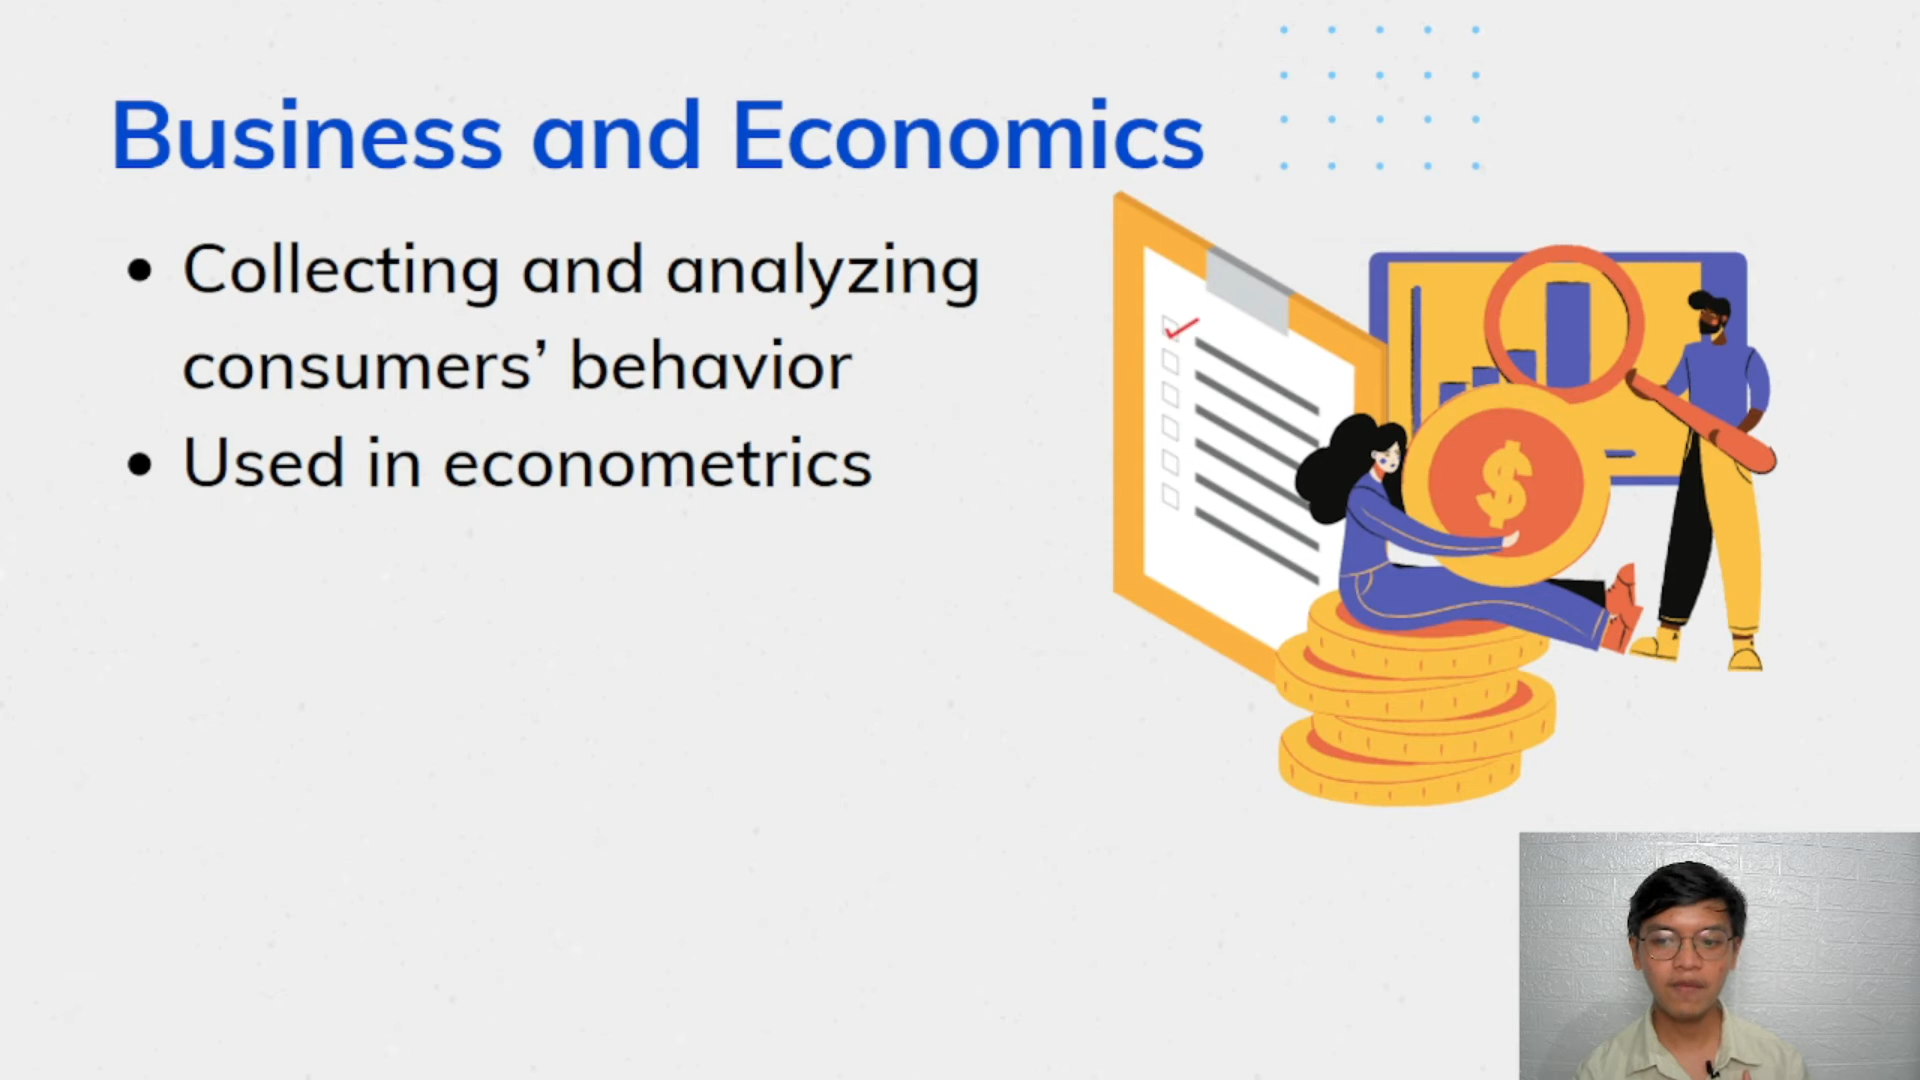 Business and Economics
• Collecting and analyzing
consumers’ behavior
• Used in econometrics
$